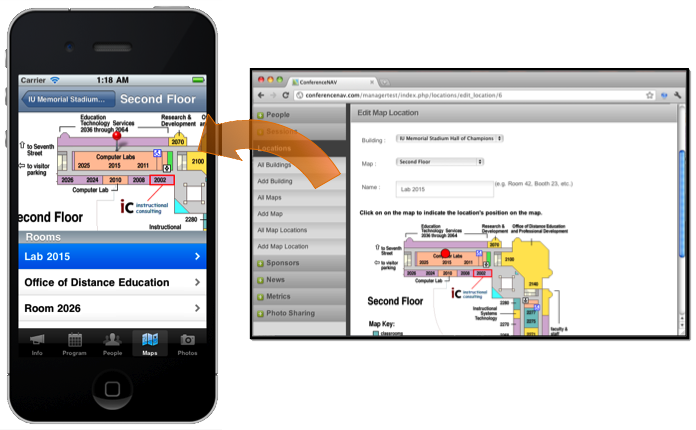 Carrier
1:18 AM
IU Memorial Stadium...
Second Floor
Education
Technology Services
2036 through 2064
Research &
Development
to Seventh
Street
to visitor
parking
2070
2100
Computer Labs
2025 2011 2015
2026 2024 2010 2008 2002
Computer Lab
ic instructional
consulting
2280
econd Floor
Instructional
Rooms
Lab 2015
Office of Distance Education
Room 2026
Info
Program
People
Maps
Photos
ConferenceNAV
conferencenav.com/managertest/index.php/locations/edit_location/6
People
Sessions
Locations
All Buildings
Add Building
All Maps
Add Map
All Map Locations
Add Map Location
Sponsors
News
Metrics
Photo Sharing
Edit Map Location
Building :
IU Memorial Stadium Hall of Champions
Map :
Second Floor
Name :
Lab 2015
(e.g. Room 42, Booth 23, etc.)
Click on on the map to indicate the location's position on the map.
Education
Technology Services
2036 through 2064
Research &
Development
Office of Distance Education
and Professional Development
to Seventh
Street
to visitor
parking
2070
2100
Computer Labs
2025 2011 2015
2026 2024 2010 2008 2002
Computer Lab
ic instructional
consulting
2140
2280
Second Floor
Instructional
Systems
Technology
2277
2275
2270
Map Key:
classrooms
faculty &
staff